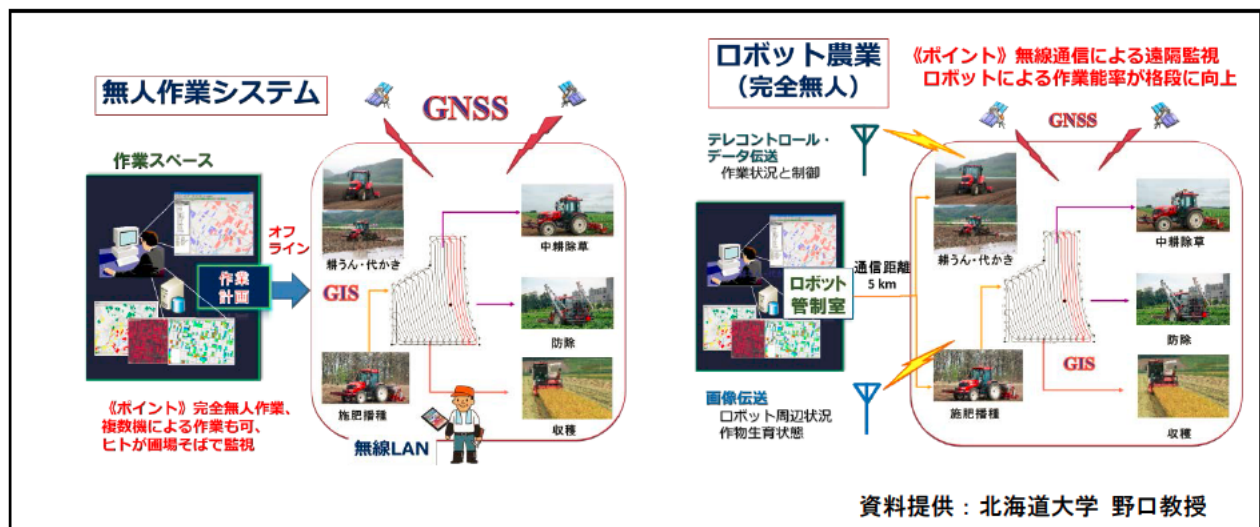 無人作業システム
GNSS
作業スペース
オフ
ライン
作業
計画
GIS
耕うん・代かき
中耕除草
防除
施肥播種
収穫
無線LAN
《ポイント》完全無人作業、
複数機による作業も可、
ヒトが圃場そばで監視
ロボット農業
（完全無人）
《ポイント》無線通信による遠隔監視
ロボットによる作業能率が格段に向上
GNSS
テレコントロール・
データ伝送
作業状況と制御
ロボット
管制室
通信距離
5 km
耕うん・代かき
中耕除草
防除
GIS
施肥播種
収穫
画像伝送
ロボット周辺状況
作物生育状態
資料提供：北海道大学 野口教授